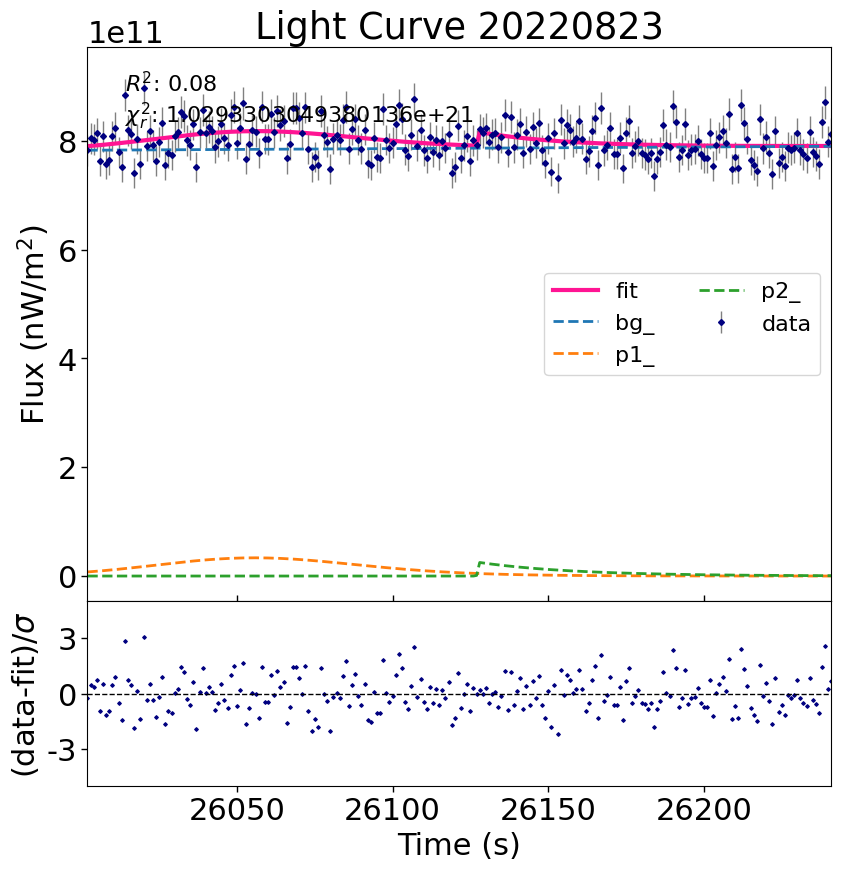 Light Curve 20220823
1e11
R²: 0.08
χ²ᵣ: 1.0293303049380136e+21
8
6
4
2
0
Flux (nW/m²)
fit
bg_
p1_
p2_
data
3
0
-3
(data-fit)/σ
26050 26100 26150 26200
Time (s)